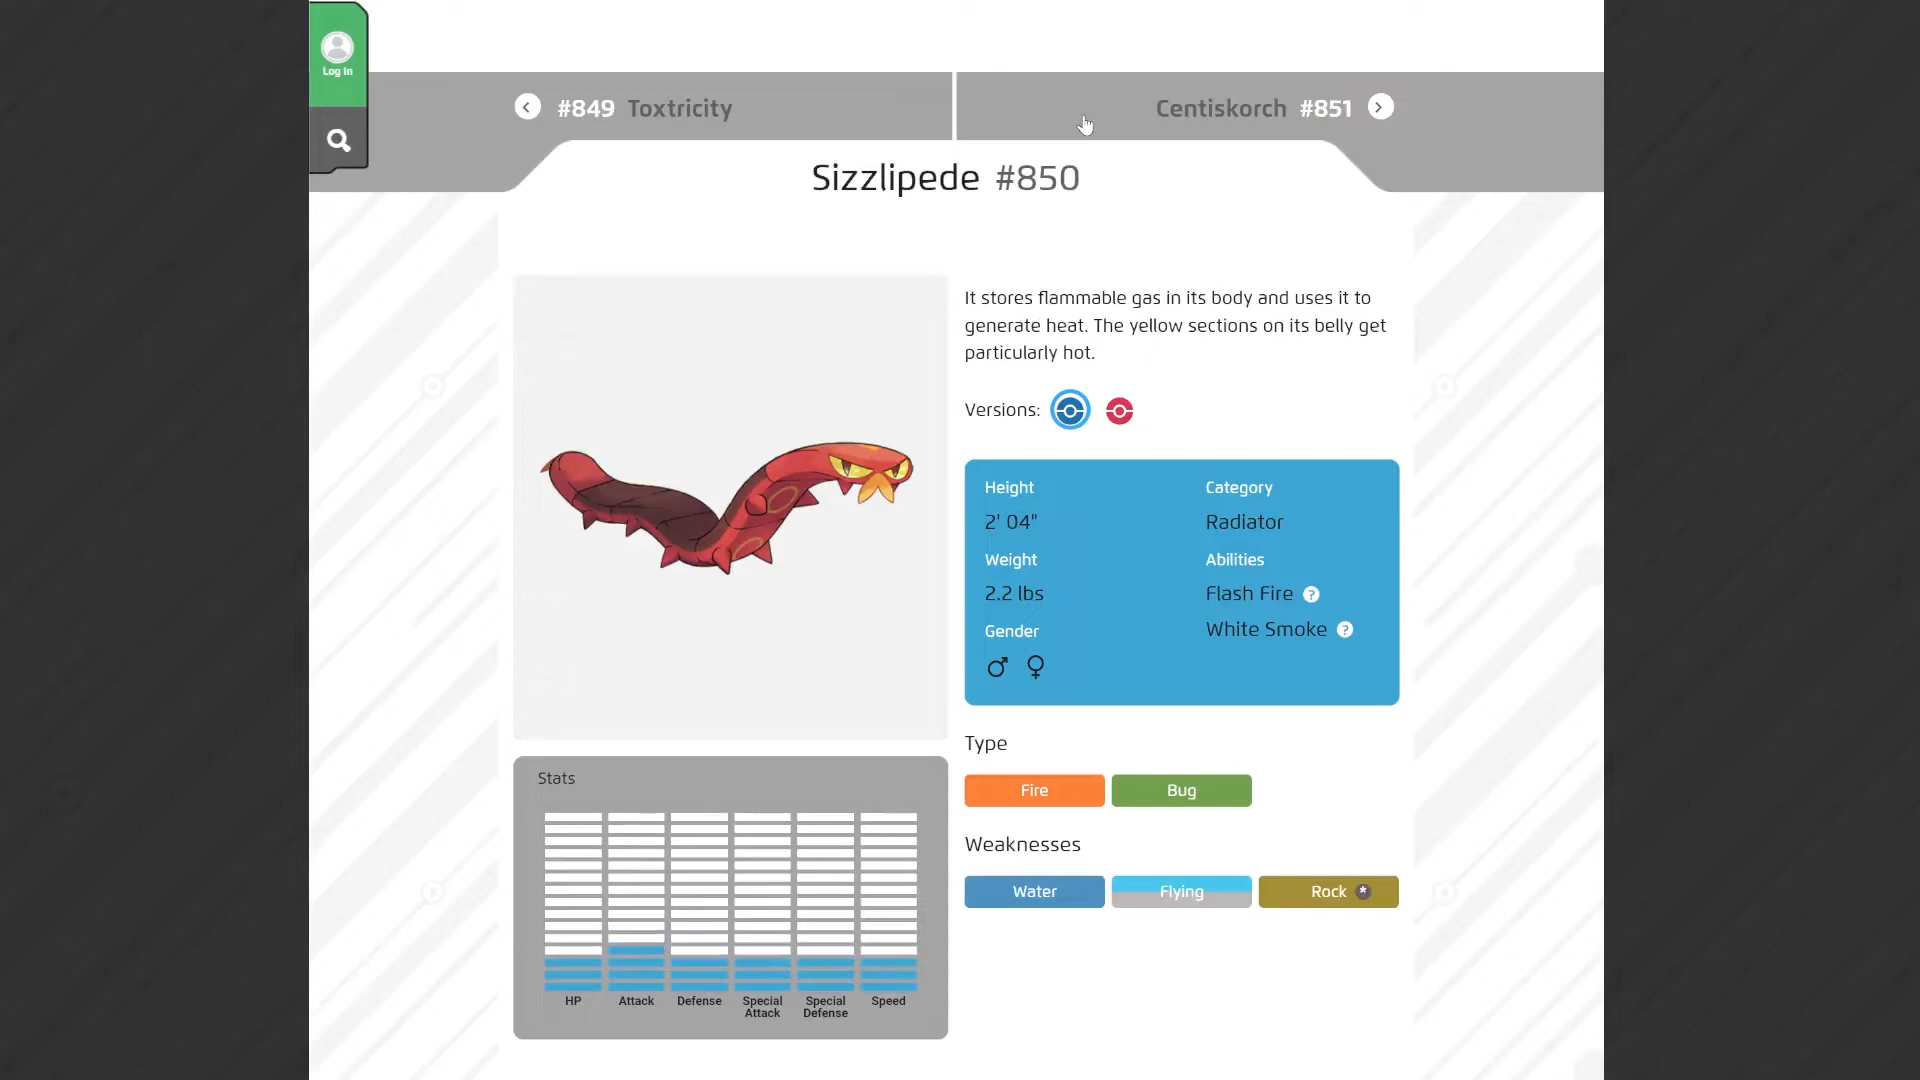 Log In
#849 Toxtricity
Centiskorch #851
Sizzlipede #850
It stores flammable gas in its body and uses it to
generate heat. The yellow sections on its belly get
particularly hot.
Versions:
Height
2' 04"
Weight
2.2 lbs
Gender
Category
Radiator
Abilities
Flash Fire ?
White Smoke ?
Type
Fire Bug
Weaknesses
Water Flying Rock *
Stats
HP Attack Defense Special Attack Special Defense Speed